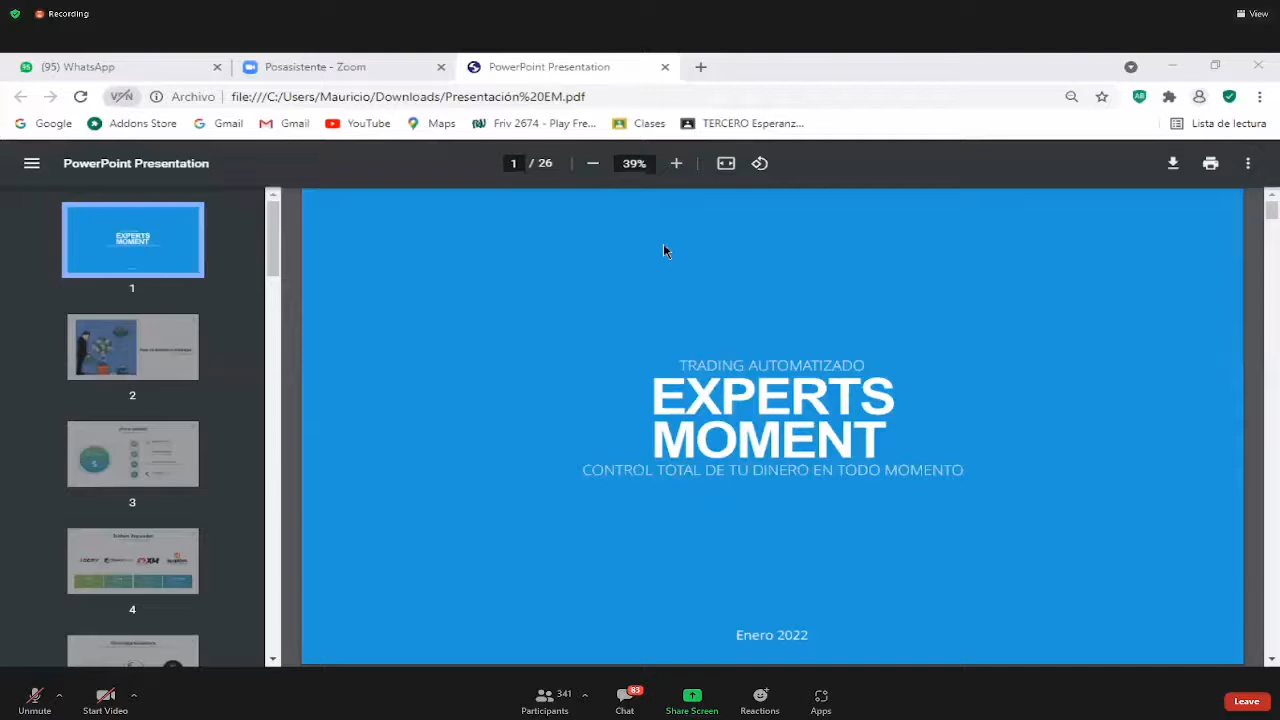 Recording
View
(95) WhatsApp
Posasistente - Zoom
PowerPoint Presentation
Archivo
file:///C:/Users/Mauricio/Downloads/Presentación%20EM.pdf
Google
Addons Store
Gmail
Gmail
YouTube
Maps
Friv 2674 - Play Fre...
Clases
TERCERO Esperanz...
Lista de lectura
PowerPoint Presentation
1 / 26
39%
EXPERTS
MOMENT
1
2
3
4
TRADING AUTOMATIZADO
EXPERTS
MOMENT
CONTROL TOTAL DE TU DINERO EN TODO MOMENTO
Enero 2022
Unmute
Start Video
341
Participants
83
Chat
Share Screen
Reactions
Apps
Leave